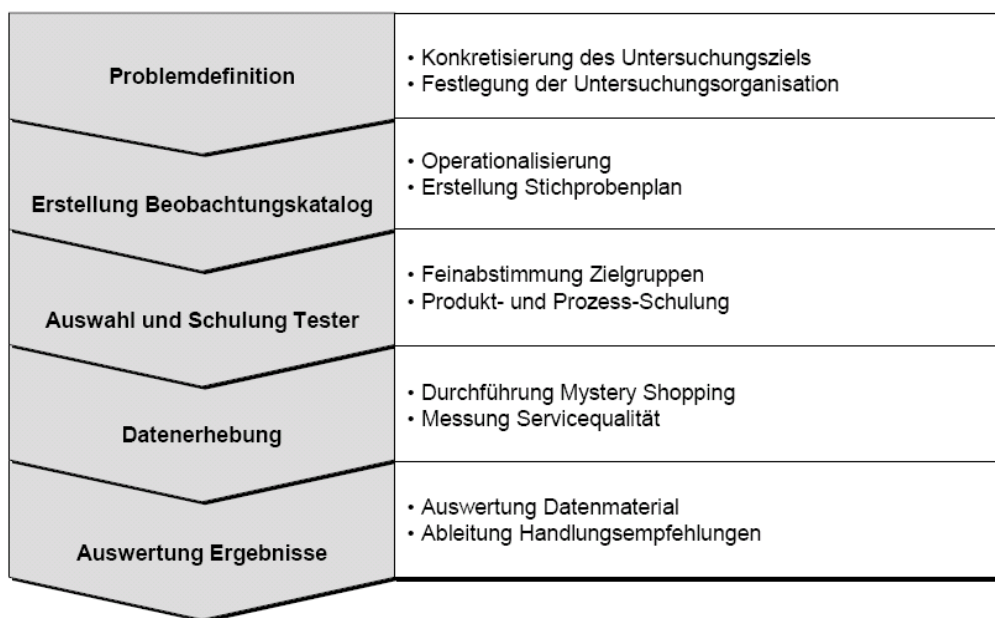 Problemdefinition
• Konkretisierung des Untersuchungsziels
• Festlegung der Untersuchungsorganisation
Erstellung Beobachtungskatalog
• Operationalisierung
• Erstellung Stichprobenplan
Auswahl und Schulung Tester
• Feinabstimmung Zielgruppen
• Produkt- und Prozess-Schulung
Datenerhebung
• Durchführung Mystery Shopping
• Messung Servicequalität
Auswertung Ergebnisse
• Auswertung Datenmaterial
• Ableitung Handlungsempfehlungen